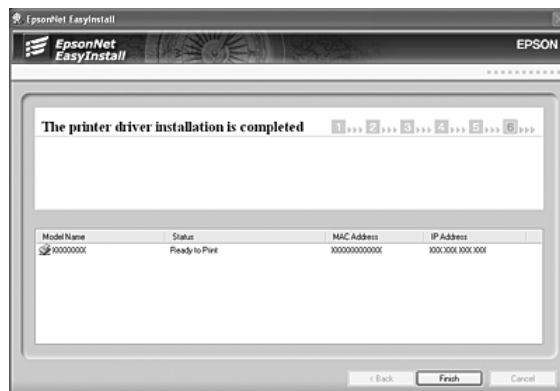 EpsonNet EasyInstall
EpsonNet
EasyInstall
EPSON
The printer driver installation is completed
1 2 3 4 5 6
Model Name Status MAC Address IP Address
XXXXXXXX Ready to Print XXXXXXXXXXXX XXX.XXX.XXX.XXX
< Back Finish Cancel